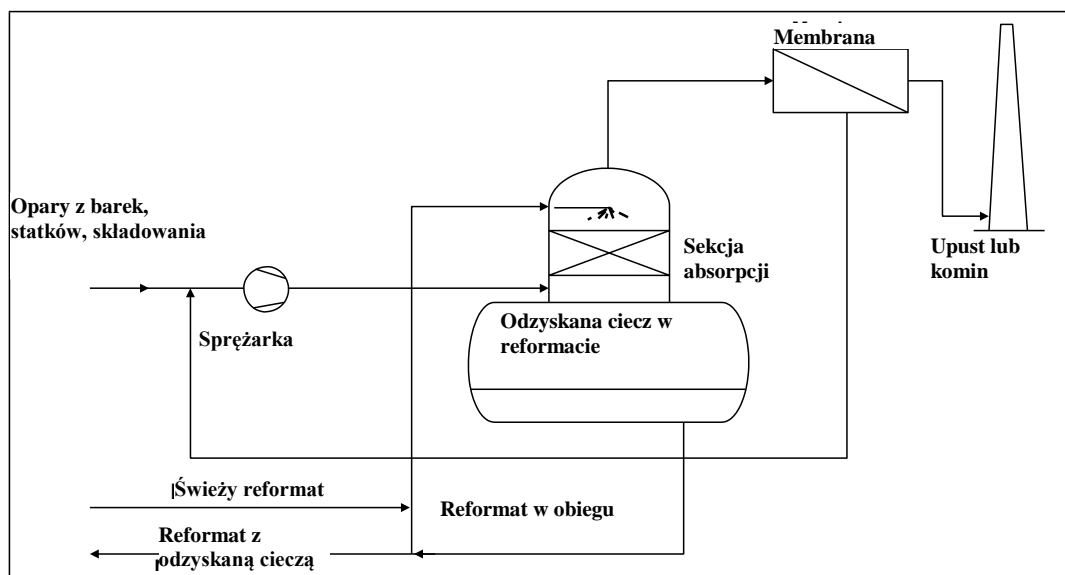 Membrana
Opary z barek,
statków, składowania
Sekcja
absorpcji
Upust lub
komin
Sprężarka
Odzyskana ciecz w
reformacie
Świeży reformat
Reformat w obiegu
Reformat z
odzyskaną cieczą